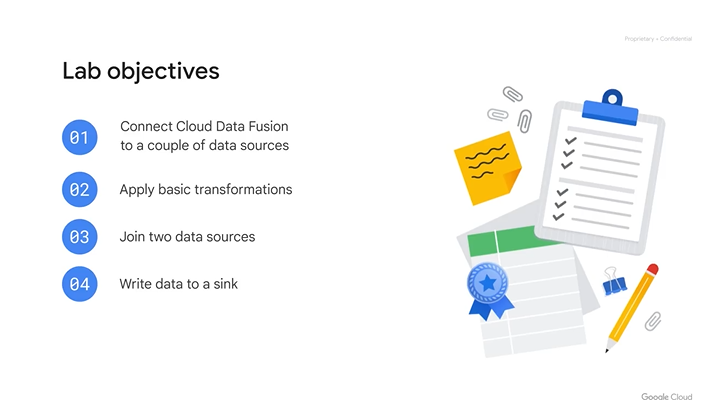 Proprietary + Confidential
Lab objectives
01
Connect Cloud Data Fusion
to a couple of data sources
02
Apply basic transformations
03
Join two data sources
04
Write data to a sink
Google Cloud